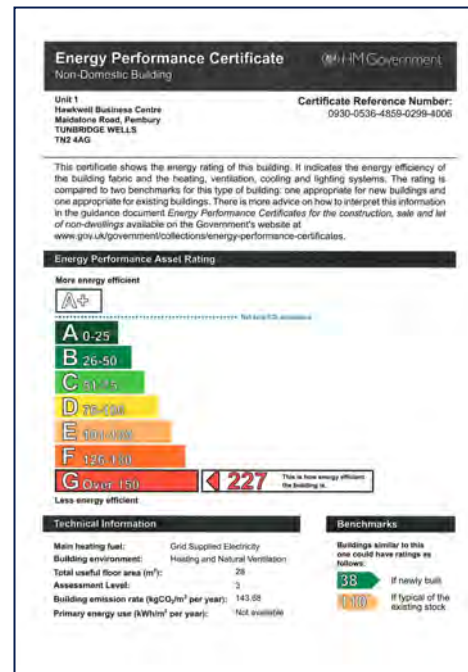 Energy Performance Certificate
HM Government
Non-Domestic Building
Unit 1
Hawkwell Business Centre
Maidstone Road, Pembury
TUNBRIDGE WELLS
TN2 4AG
Certificate Reference Number:
0930-0536-4859-0299-4006
This certificate shows the energy rating of this building. It indicates the energy efficiency of
the building fabric and the heating, ventilation, cooling and lighting systems. The rating is
compared to two benchmarks for this type of building: one appropriate for new buildings and
one appropriate for existing buildings. There is more advice on how to interpret this information
in the guidance document Energy Performance Certificates for the construction, sale and let
of non-dwellings available on the Government's website at
www.gov.uk/government/collections/energy-performance-certificates.
Energy Performance Asset Rating
More energy efficient
A+
Net zero CO₂ emissions
A 0-25
B 26-50
C 51-75
D 76-100
E 101-125
F 126-150
G Over 150
227
This is how energy efficient
the building is.
Less energy efficient
Technical Information
Main heating fuel: Grid Supplied Electricity
Building environment: Heating and Natural Ventilation
Total useful floor area (m²): 28
Assessment Level: 3
Building emission rate (kgCO₂/m² per year): 143.68
Primary energy use (kWh/m² per year): Not available
Benchmarks
Buildings similar to this
one could have ratings as
follows:
38 If newly built
If typical of the
existing stock